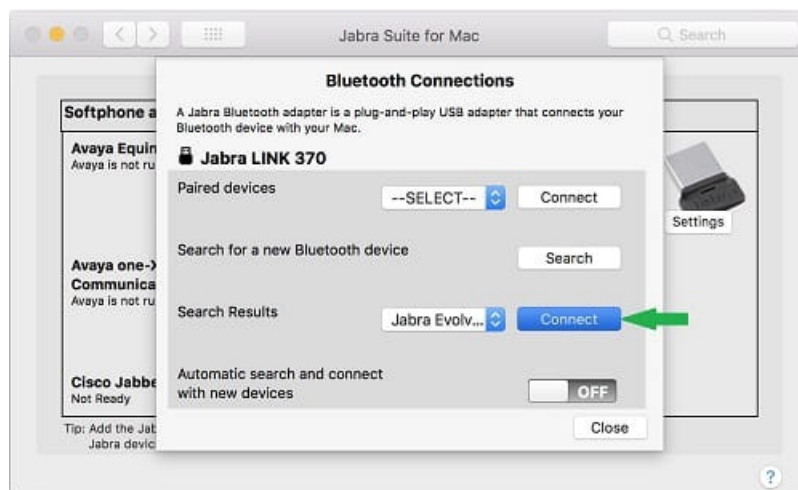 Jabra Suite for Mac
Search
Bluetooth Connections
A Jabra Bluetooth adapter is a plug-and-play USB adapter that connects your
Bluetooth device with your Mac.
Jabra LINK 370
Paired devices
--SELECT--
Connect
Search for a new Bluetooth device
Search
Search Results
Jabra Evolv...
Connect
Automatic search and connect
with new devices
OFF
Close
Softphone a
Avaya Equin
Avaya is not ru
Avaya one-X
Communica
Avaya is not ru
Cisco Jabbe
Not Ready
Tip: Add the Jab
Jabra devic
Settings
?